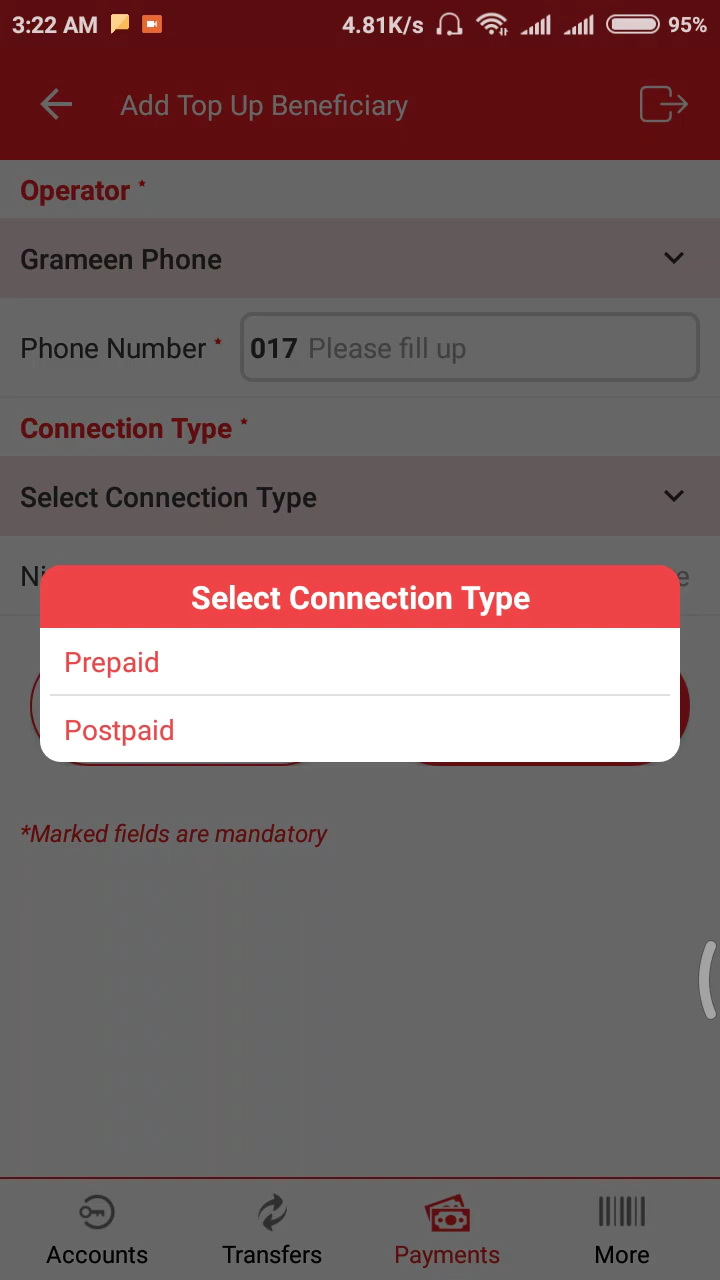 3:22 AM 4.81K/s 95%
Add Top Up Beneficiary
Operator *
Grameen Phone
Phone Number * 017 Please fill up
Connection Type *
Select Connection Type
Select Connection Type
Prepaid
Postpaid
*Marked fields are mandatory
Accounts Transfers Payments More